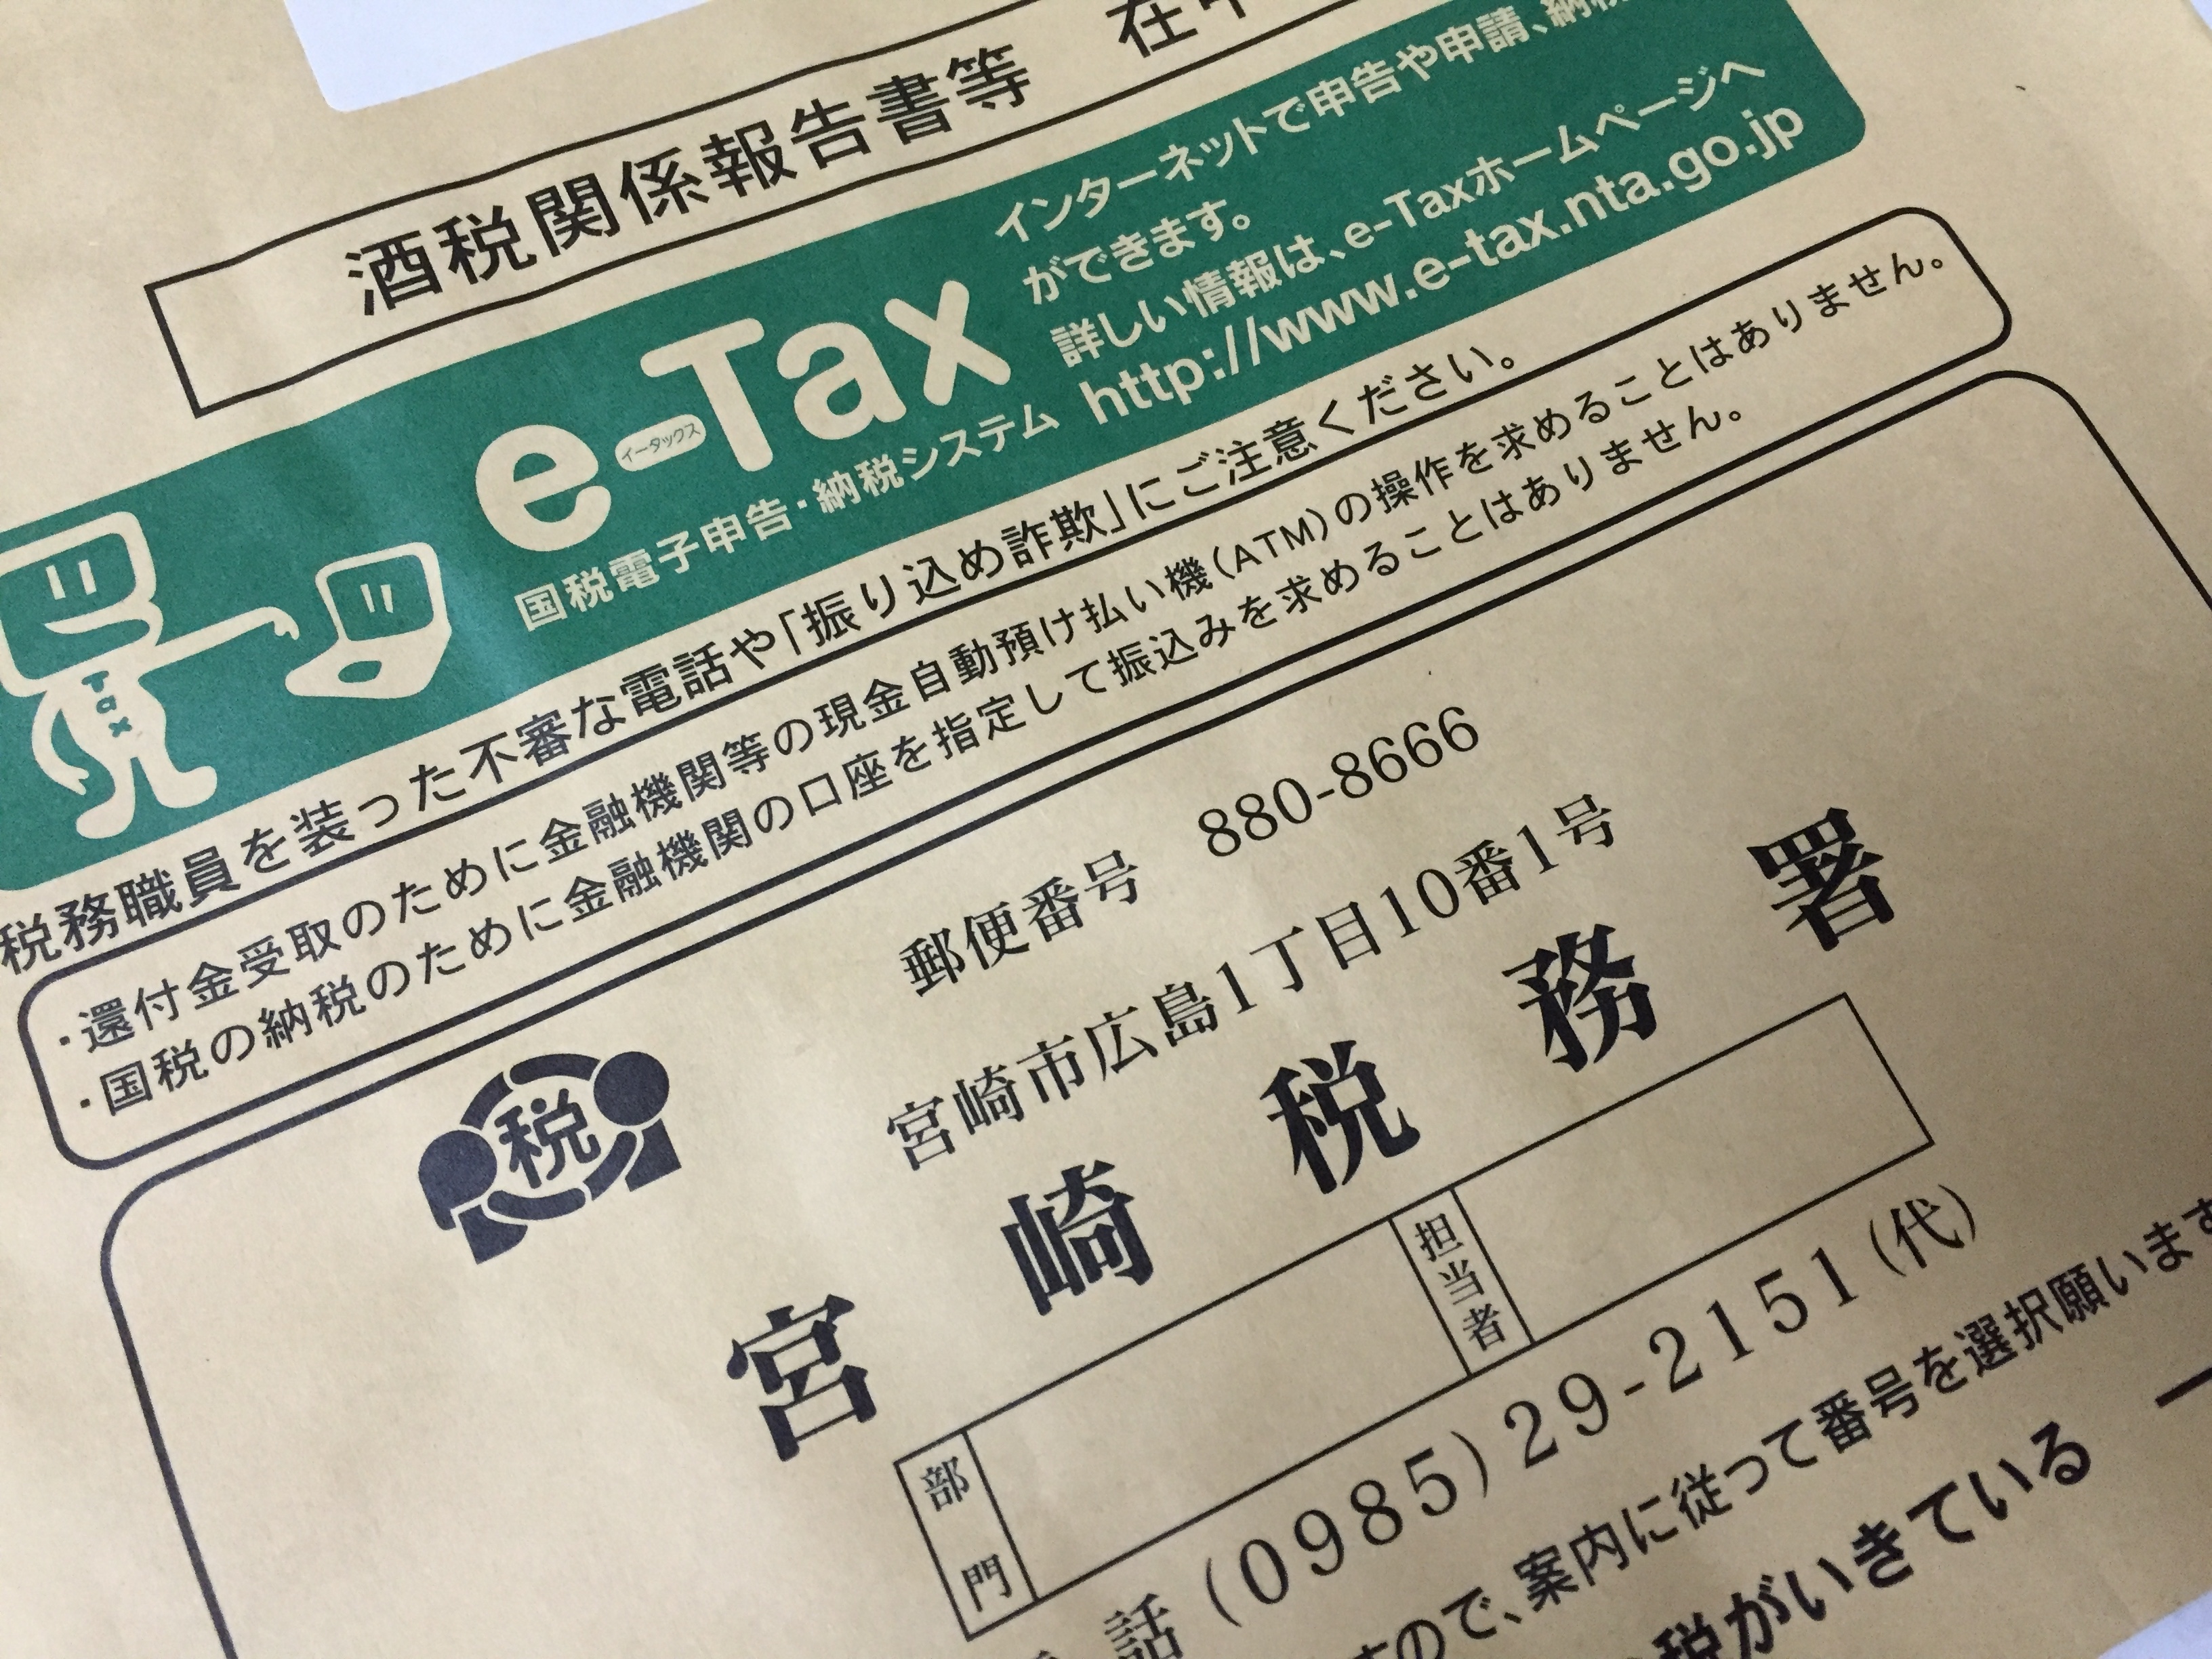 酒税関係報告書等 在中
e-Tax
イータックス
国税電子申告・納税システム
インターネットで申告や申請、納税
ができます。
詳しい情報は、e-Taxホームページへ
http://www.e-tax.nta.go.jp
Tax
税務職員を装った不審な電話や「振り込め詐欺」にご注意ください。
・還付金受取のために金融機関等の現金自動預け払い機(ATM)の操作を求めることはありません。
・国税の納税のために金融機関の口座を指定して振込みを求めることはありません。
税
郵便番号 880-8666
宮崎市広島1丁目10番1号
宮崎税務署
部門
担当者
話 (0985)29-2151(代)
すので、案内に従って番号を選択願います
税がいきている